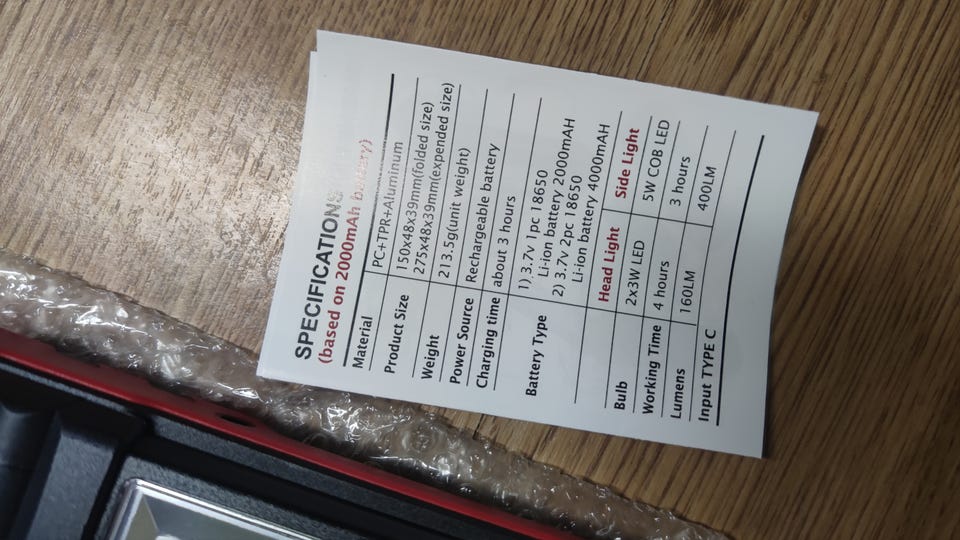 SPECIFICATIONS
(based on 2000mAh battery)
Material PC+TPR+Aluminum
Product Size 150x48x39mm(folded size)
275x48x39mm(expended size)
Weight 213.5g(unit weight)
Power Source Rechargeable battery
Charging time about 3 hours
Battery Type 1) 3.7v 1pc 18650
Li-ion battery 2000mAH
2) 3.7v 2pc 18650
Li-ion battery 4000mAH
Head Light Side Light
Bulb 2x3W LED 5W COB LED
Working Time 4 hours 3 hours
Lumens 160LM 400LM
Input TYPE C